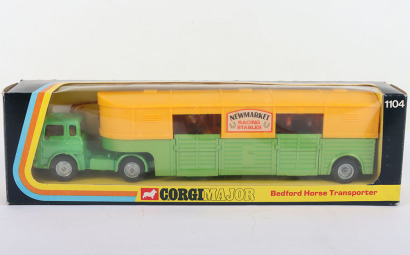 1104
NEWMARKET
RACING
STABLES
CORGI MAJOR
Bedford Horse Transporter